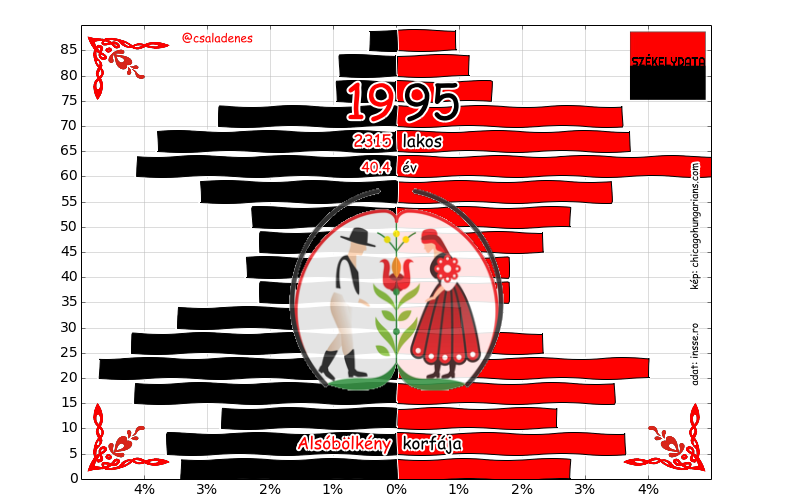 @csaladenes
SZÉKELYDATA
1995
2315 lakos
40.4 év
kép: chicagohungarians.com
adat: insse.ro
Alsóbölkény korfája
85
80
75
70
65
60
55
50
45
40
35
30
25
20
15
10
5
0
4% 3% 2% 1% 0% 1% 2% 3% 4%